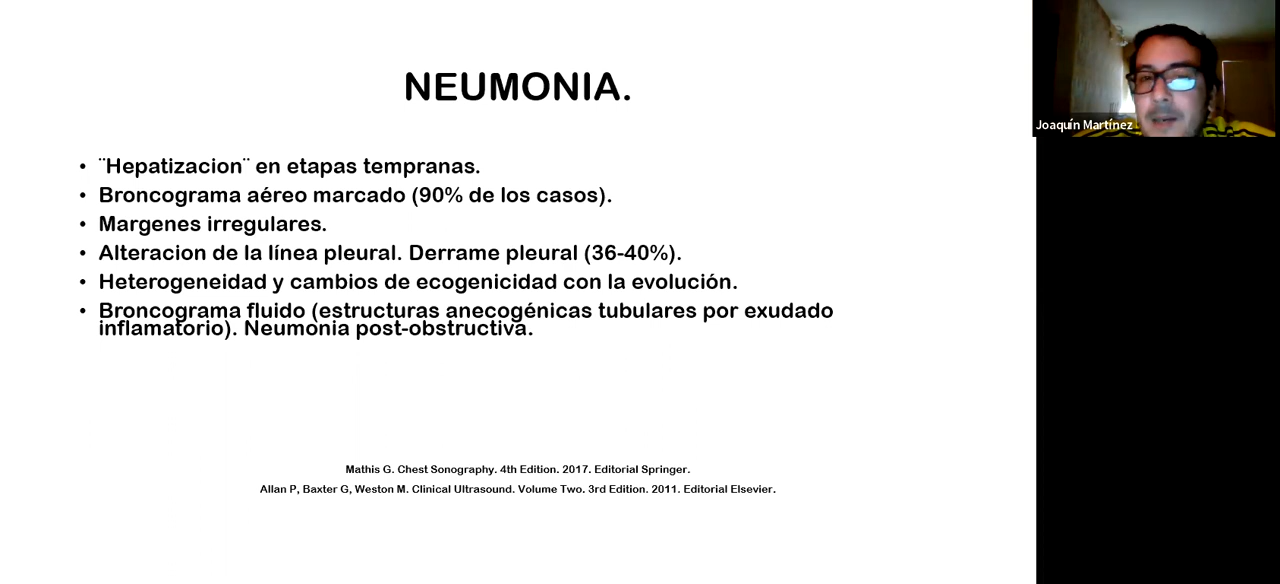 NEUMONIA.
• ¨Hepatizacion¨ en etapas tempranas.
• Broncograma aéreo marcado (90% de los casos).
• Margenes irregulares.
• Alteracion de la línea pleural. Derrame pleural (36-40%).
• Heterogeneidad y cambios de ecogenicidad con la evolución.
• Broncograma fluido (estructuras anecogénicas tubulares por exudado
inflamatorio). Neumonia post-obstructiva.
Mathis G. Chest Sonography. 4th Edition. 2017. Editorial Springer.
Allan P, Baxter G, Weston M. Clinical Ultrasound. Volume Two. 3rd Edition. 2011. Editorial Elsevier.
Joaquín Martínez